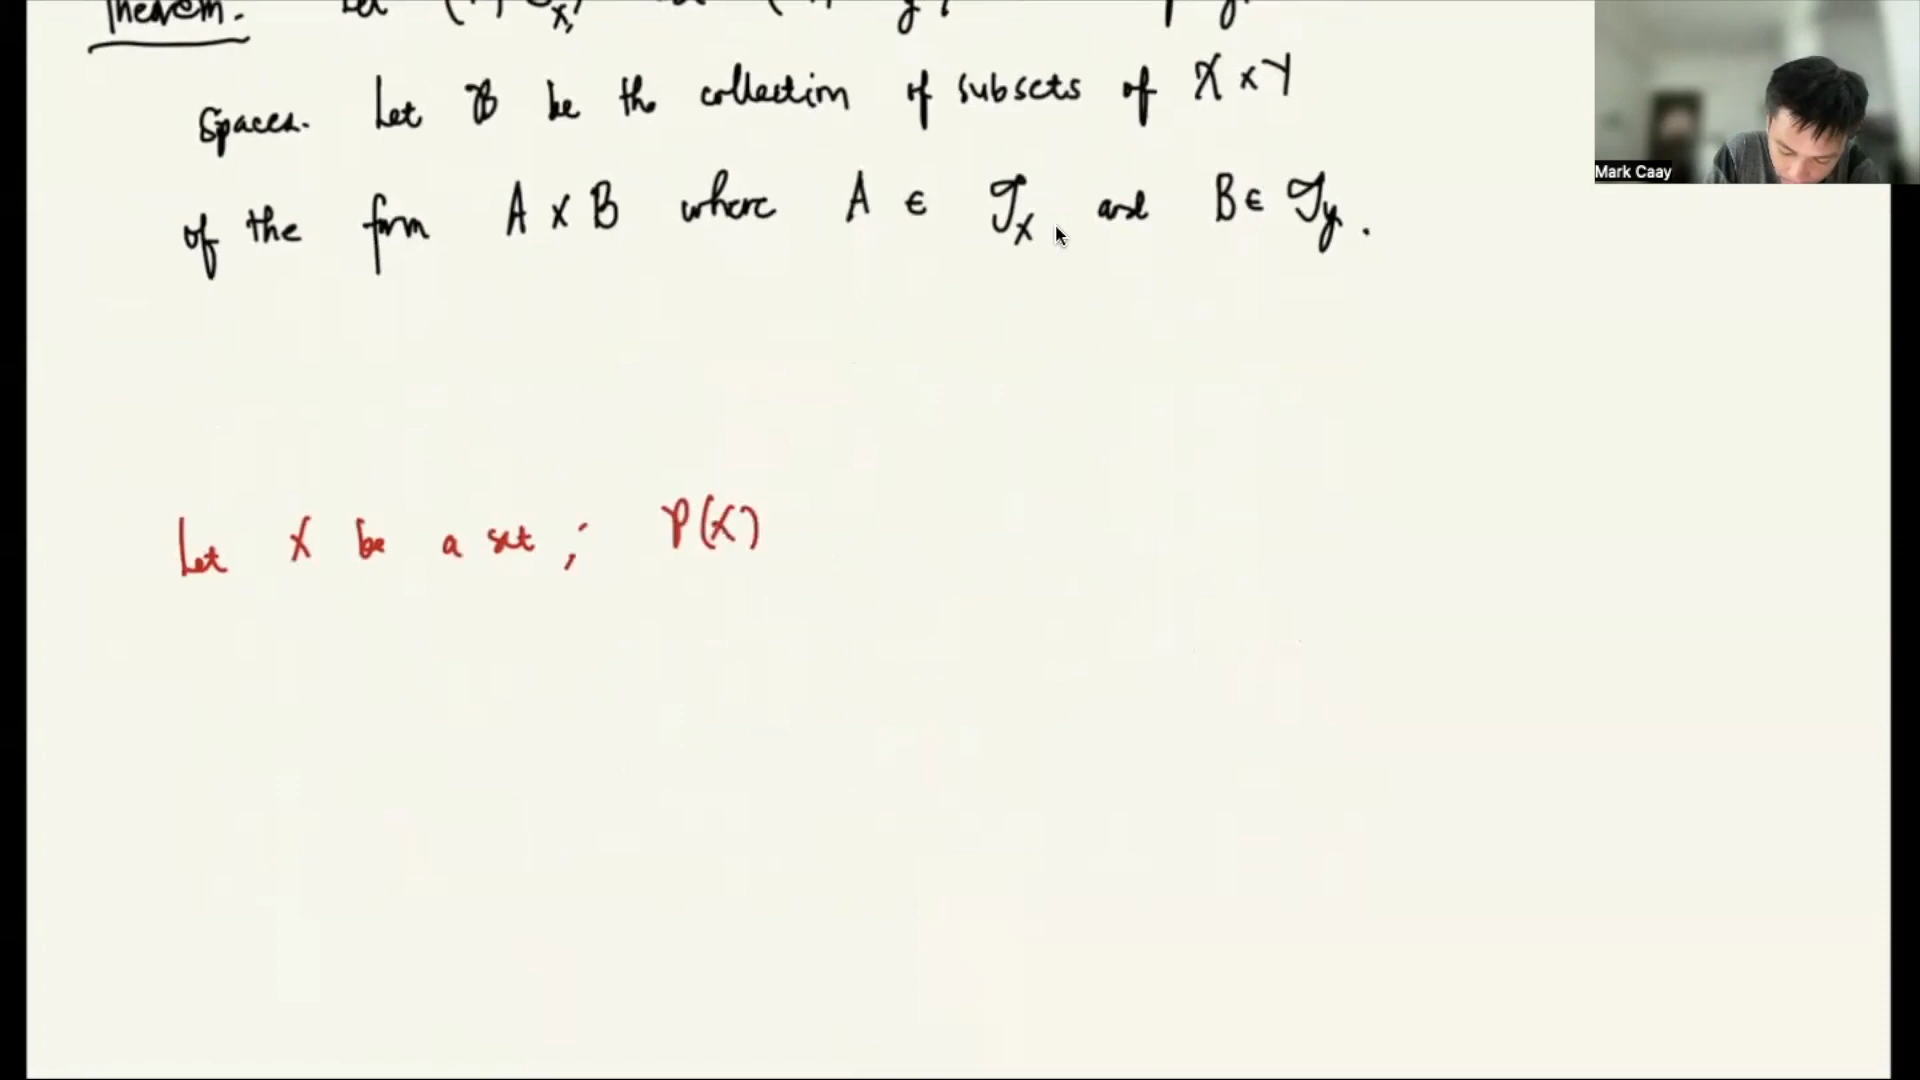 Theorem. Let
Spaces. Let ℬ be the collection of subsets of X × Y
of the form A × B where A ∈ 𝒯_X and B ∈ 𝒯_Y.
Let X be a set ; P(X)
Mark Caay